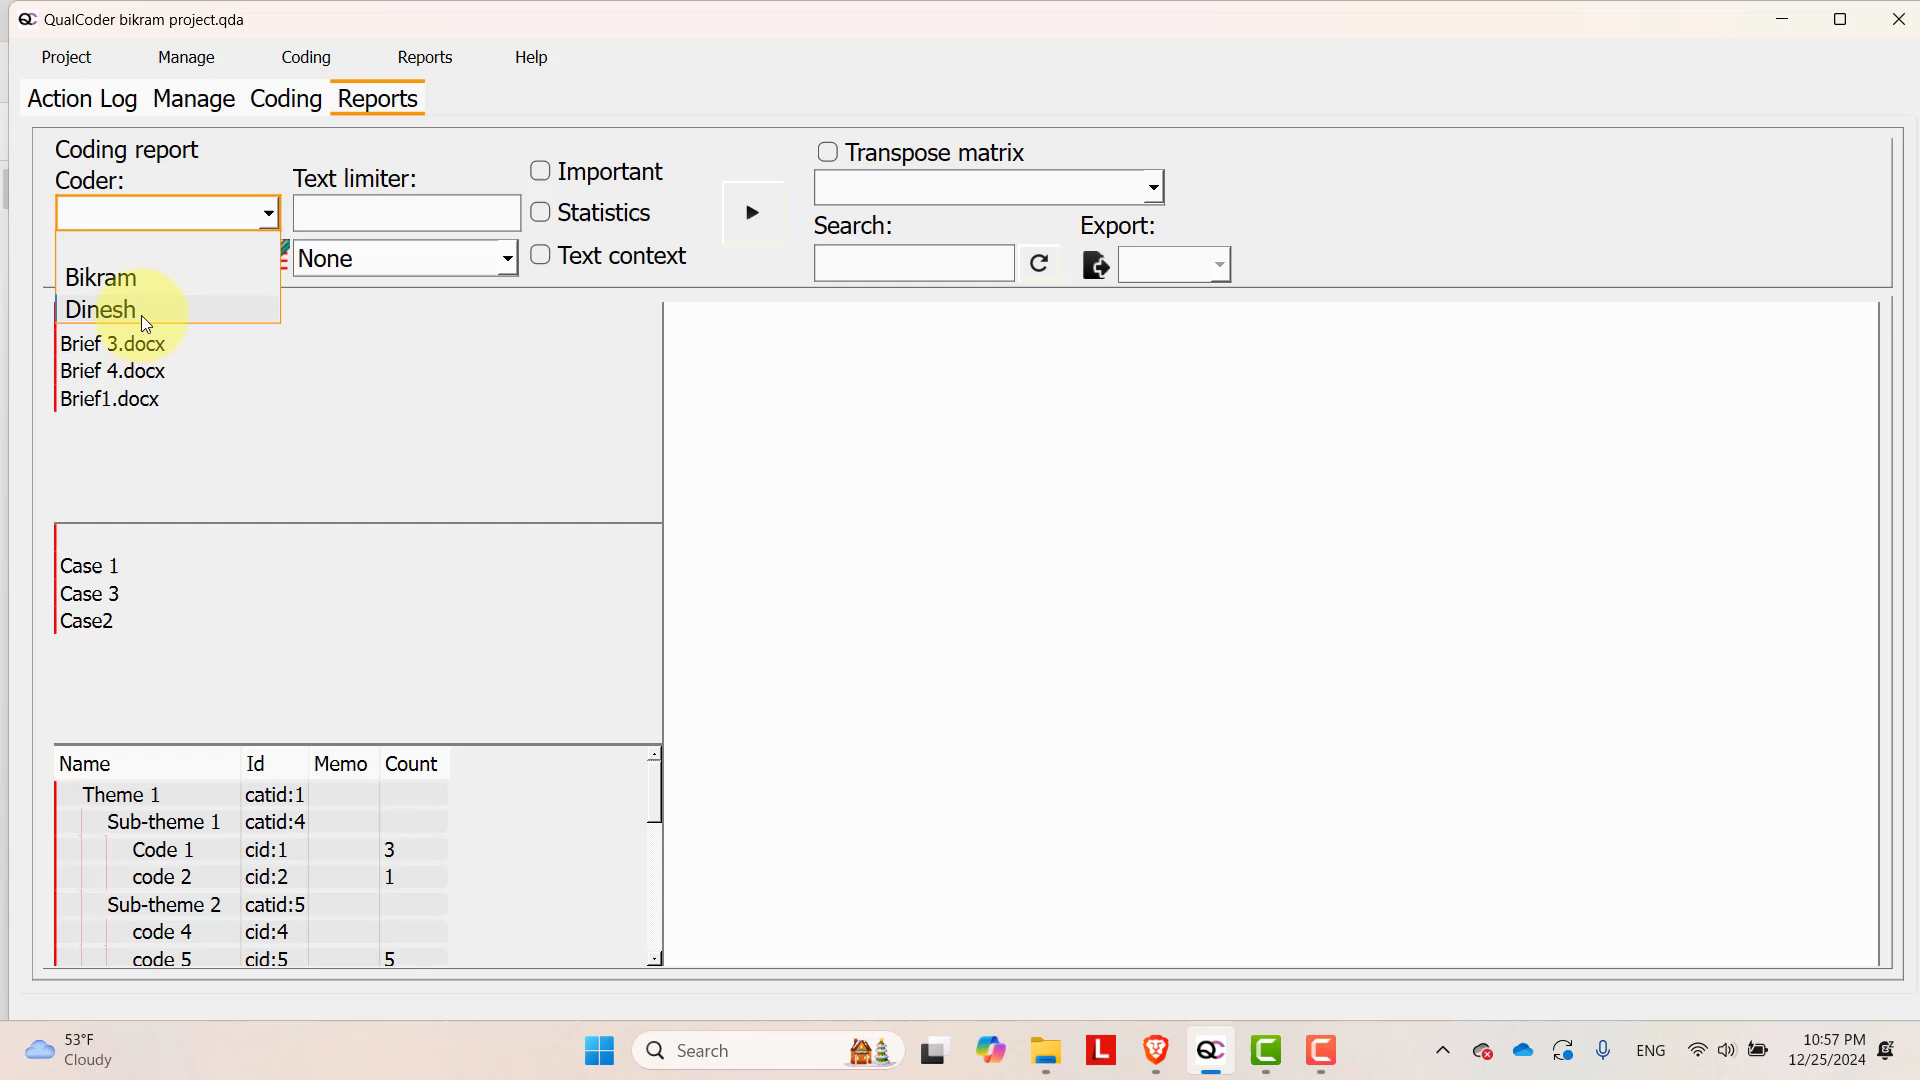 QualCoder bikram project.qda
Project Manage Coding Reports Help
Action Log Manage Coding Reports
Coding report
Coder:
Text limiter:
Important
Statistics
Text context
None
Transpose matrix
Search:
Export:
Bikram
Dinesh
Brief 3.docx
Brief 4.docx
Brief1.docx
Case 1
Case 3
Case2
Name Id Memo Count
Theme 1 catid:1
Sub-theme 1 catid:4
Code 1 cid:1 3
code 2 cid:2 1
Sub-theme 2 catid:5
code 4 cid:4
code 5 cid:5 5
53°F
Cloudy
Search
ENG
10:57 PM
12/25/2024